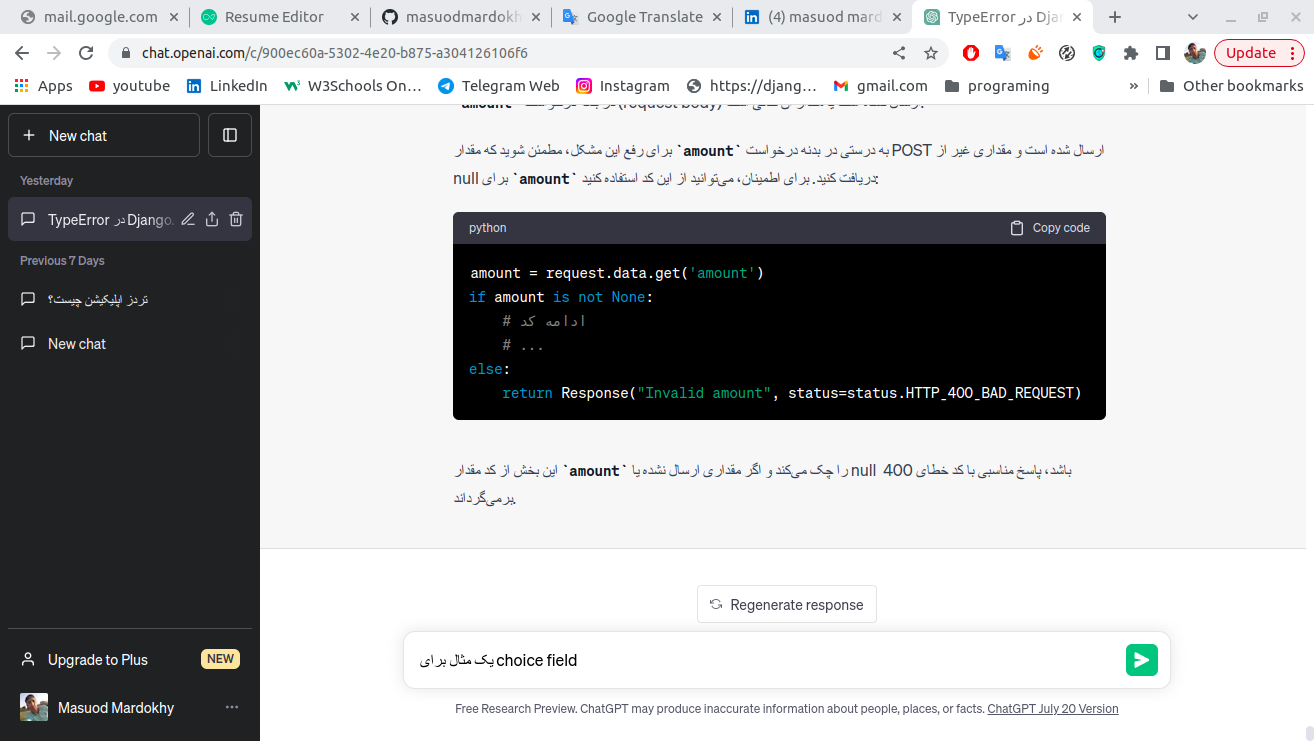 mail.google.com
Resume Editor
masuodmardokh
Google Translate
(4) masuod mard
TypeError در Djan
chat.openai.com/c/900ec60a-5302-4e20-b875-a304126106f6
Update
Apps
youtube
LinkedIn
W3Schools On...
Telegram Web
Instagram
https://djang...
gmail.com
programing
»
Other bookmarks
New chat
Yesterday
TypeError در Django.
Previous 7 Days
تردز اپلیکیشن چیست؟
New chat
Upgrade to Plus
NEW
Masuod Mardokhy
ارسال شده است و مقداری غیر از POST به درستی در بدنه درخواست `amount` برای رفع این مشکل، مطمئن شوید که مقدار
null دریافت کنید. برای اطمینان، می‌توانید از این کد استفاده کنید `amount` برای:
python
Copy code
amount = request.data.get('amount')
if amount is not None:
# ادامه کد
# ...
else:
return Response("Invalid amount", status=status.HTTP_400_BAD_REQUEST)
باشد، پاسخ مناسبی با کد خطای 400 null را چک می‌کند و اگر مقداری ارسال نشده یا `amount` این بخش از کد مقدار
برمی‌گرداند.
Regenerate response
یک مثال برای choice field
Free Research Preview. ChatGPT may produce inaccurate information about people, places, or facts. ChatGPT July 20 Version